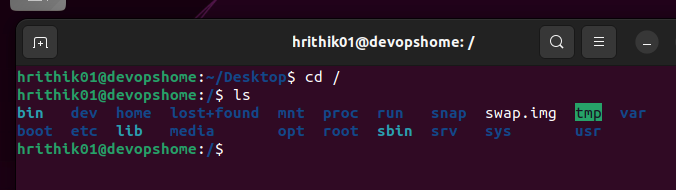 hrithik01@devopshome: /
hrithik01@devopshome:~/Desktop$ cd /
hrithik01@devopshome:/$ ls
bin dev home lost+found mnt proc run snap swap.img tmp var
boot etc lib media opt root sbin srv sys usr
hrithik01@devopshome:/$